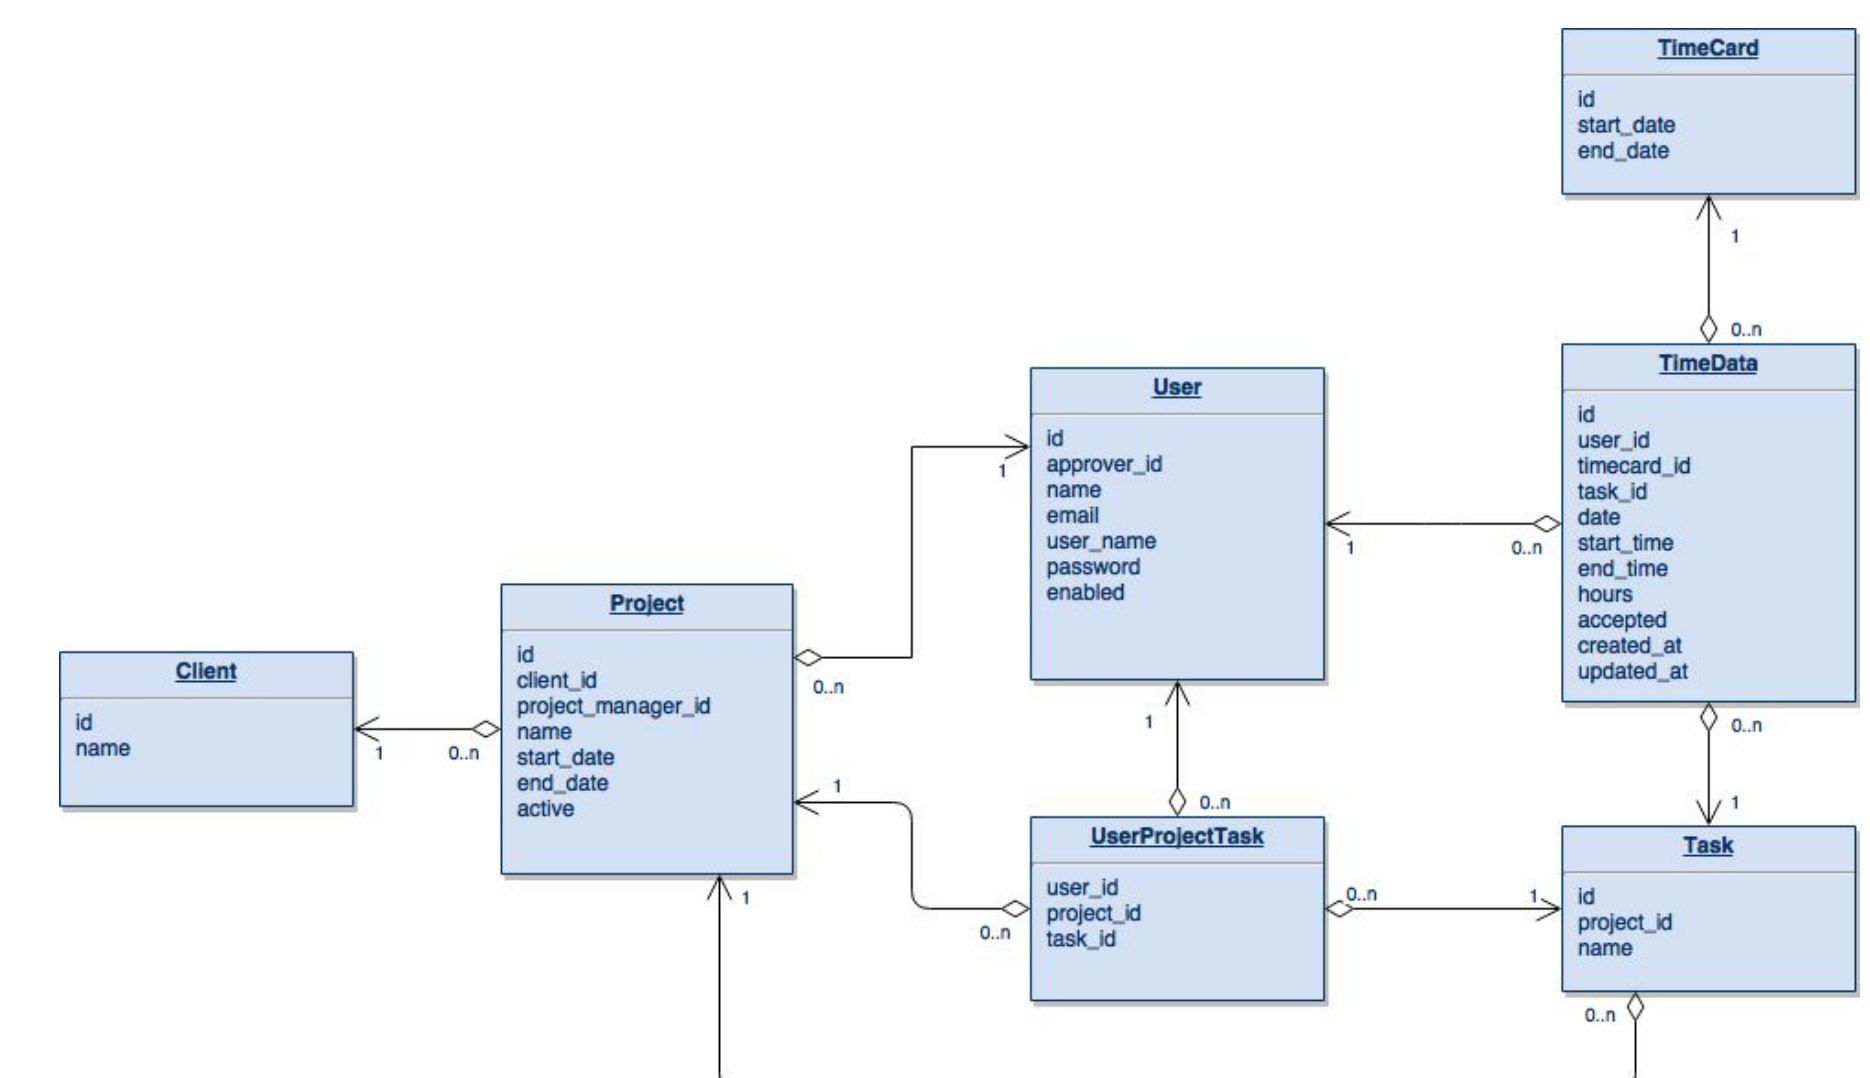 TimeCard
id
start_date
end_date
1
0..n
TimeData
id
user_id
timecard_id
task_id
date
start_time
end_time
hours
accepted
created_at
updated_at
User
id
approver_id
name
email
user_name
password
enabled
1
1
0..n
Project
id
client_id
project_manager_id
name
start_date
end_date
active
0..n
Client
id
name
1
0..n
1
0..n
1
0..n
1
UserProjectTask
user_id
project_id
task_id
0..n
0..n
1
Task
id
project_id
name
1
0..n